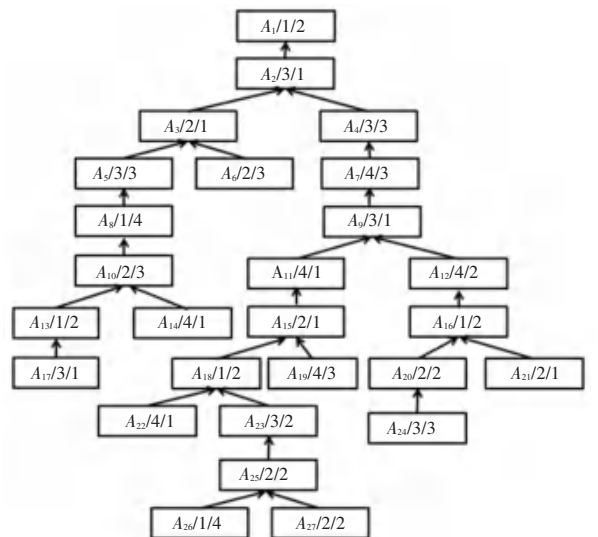 A₁/1/2
A₂/3/1
A₃/2/1
A₄/3/3
A₅/3/3
A₆/2/3
A₇/4/3
A₈/1/4
A₉/3/1
A₁₀/2/3
A₁₁/4/1
A₁₂/4/2
A₁₃/1/2
A₁₄/4/1
A₁₅/2/1
A₁₆/1/2
A₁₇/3/1
A₁₈/1/2
A₁₉/4/3
A₂₀/2/2
A₂₁/2/1
A₂₂/4/1
A₂₃/3/2
A₂₄/3/3
A₂₅/2/2
A₂₆/1/4
A₂₇/2/2